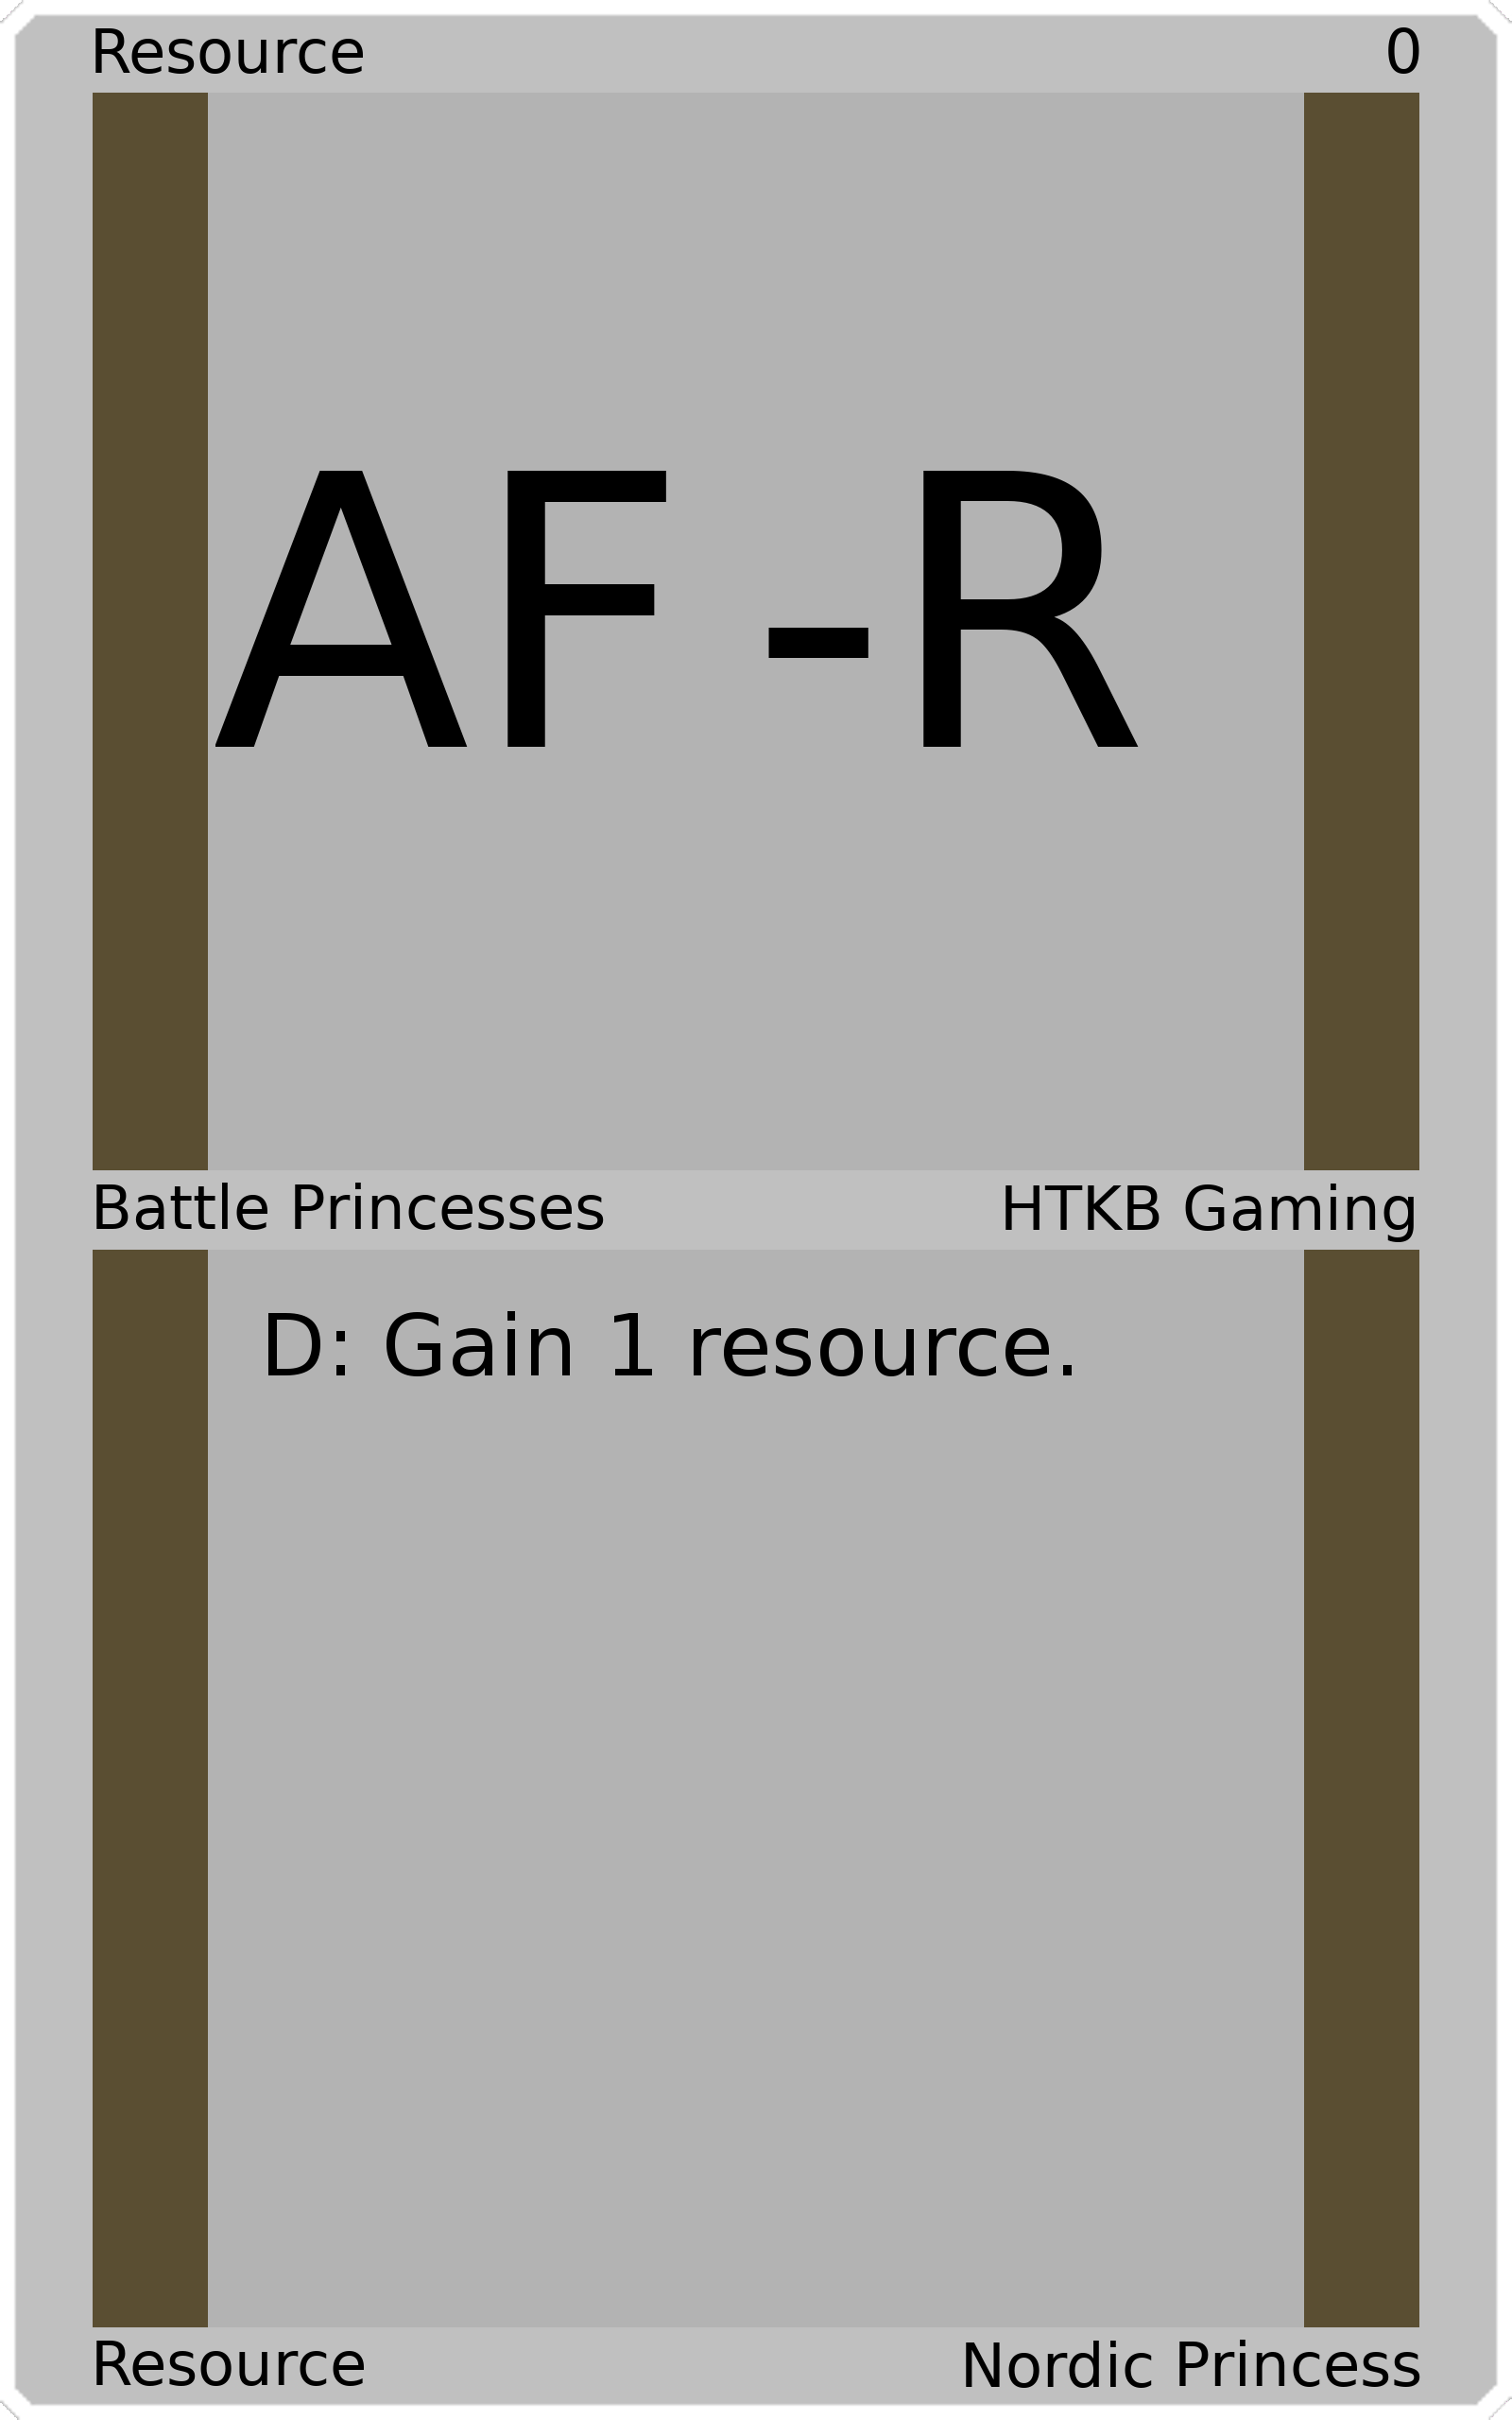 Resource 0
AF -R
Battle Princesses HTKB Gaming
D: Gain 1 resource.
Resource Nordic Princess